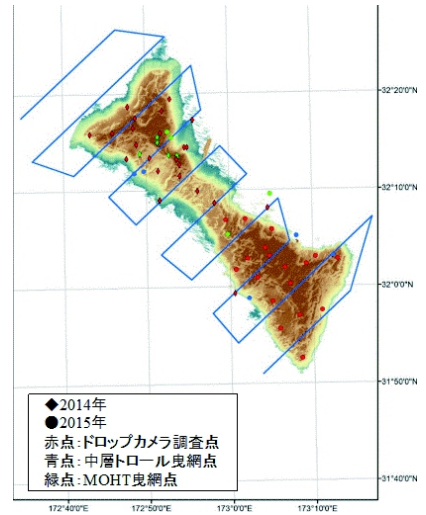 32°20'0"N
32°10'0"N
32°0'0"N
31°50'0"N
31°40'0"N
◆2014年
●2015年
赤点:ドロップカメラ調査点
青点:中層トロール曳網点
緑点:MOHT曳網点
172°40'0"E
172°50'0"E
173°0'0"E
173°10'0"E